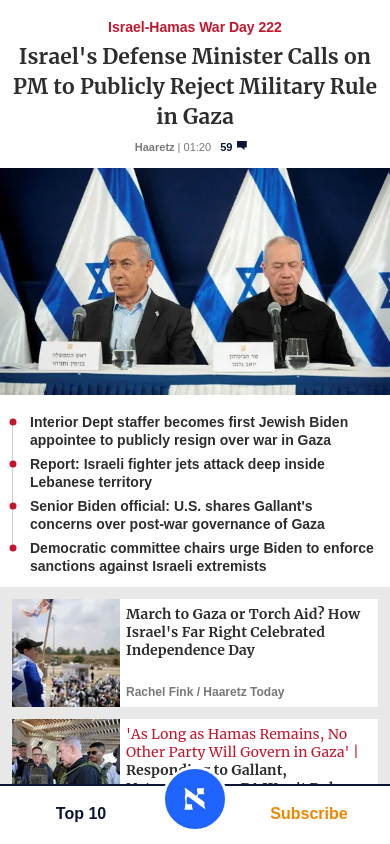 Israel-Hamas War Day 222
Israel's Defense Minister Calls on
PM to Publicly Reject Military Rule
in Gaza
Haaretz | 01:20 59
ראש הממשלה
בנימין נתניהו
שר הביטחון
יואב גלנט
Interior Dept staffer becomes first Jewish Biden
appointee to publicly resign over war in Gaza
Report: Israeli fighter jets attack deep inside
Lebanese territory
Senior Biden official: U.S. shares Gallant's
concerns over post-war governance of Gaza
Democratic committee chairs urge Biden to enforce
sanctions against Israeli extremists
March to Gaza or Torch Aid? How
Israel's Far Right Celebrated
Independence Day
Rachel Fink / Haaretz Today
'As Long as Hamas Remains, No
Other Party Will Govern in Gaza' |
to Gallant,
Top 10
Subscribe